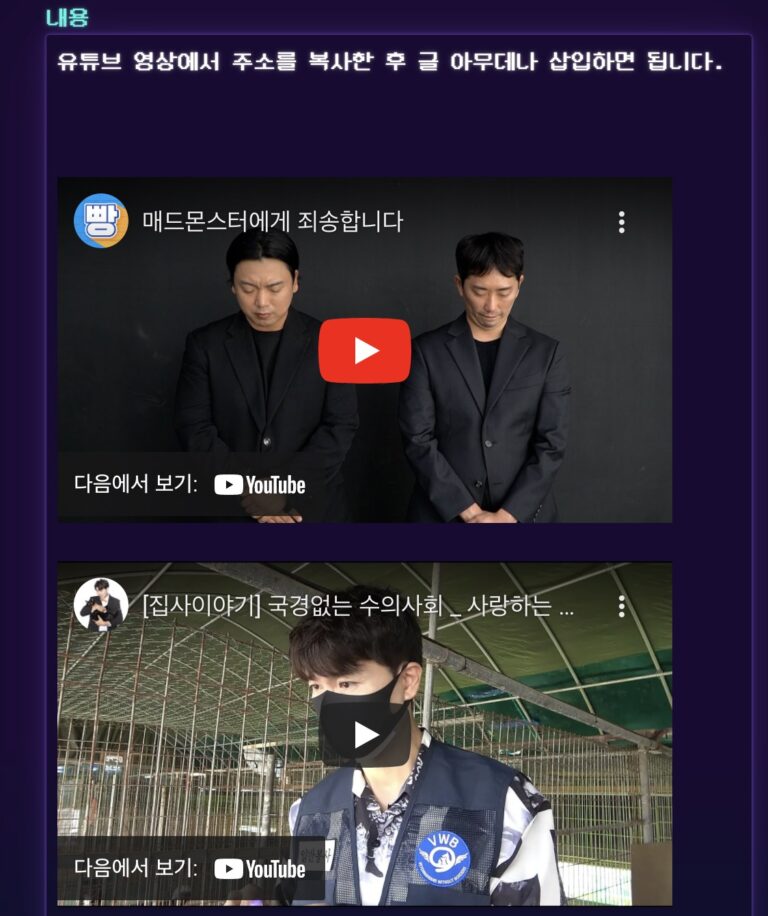 내용
유튜브 영상에서 주소를 복사한 후 글 아무데나 삽입하면 됩니다.
빵
매드몬스터에게 죄송합니다
다음에서 보기: YouTube
[집사이야기] 국경없는 수의사회 _ 사랑하는 ...
VWB
다음에서 보기: YouTube